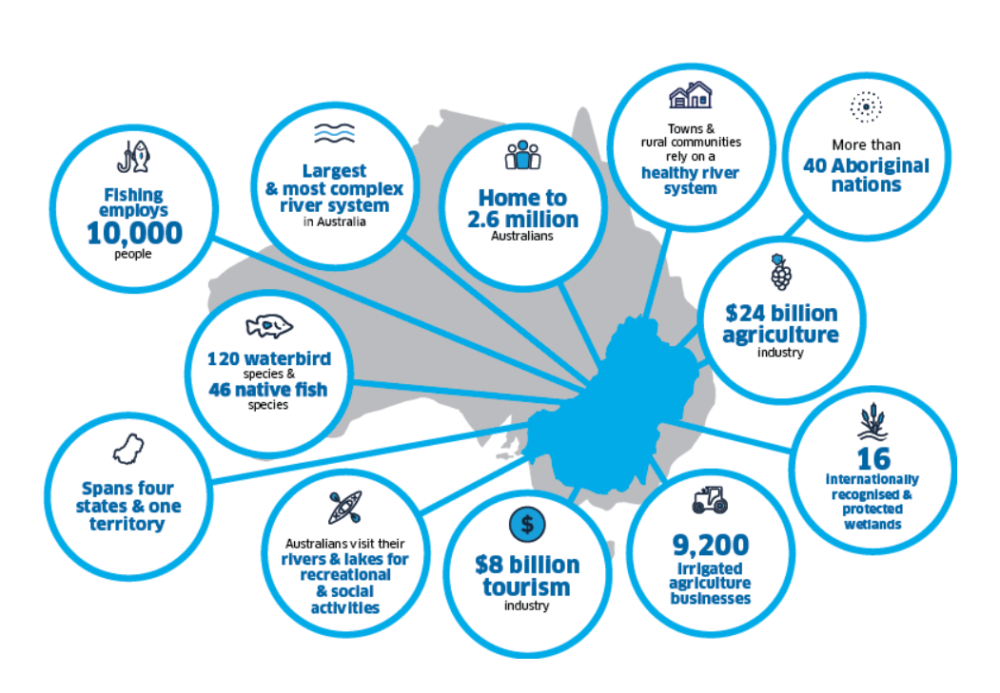 Fishing
employs
10,000
people
Largest
& most complex
river system
in Australia
Home to
2.6 million
Australians
Towns &
rural communities
rely on a
healthy river
system
More than
40 Aboriginal
nations
$24 billion
agriculture
industry
120 waterbird
species &
46 native fish
species
16
internationally
recognised &
protected
wetlands
Spans four
states & one
territory
Australians visit their
rivers & lakes for
recreational
& social
activities
$
$8 billion
tourism
industry
9,200
irrigated
agriculture
businesses